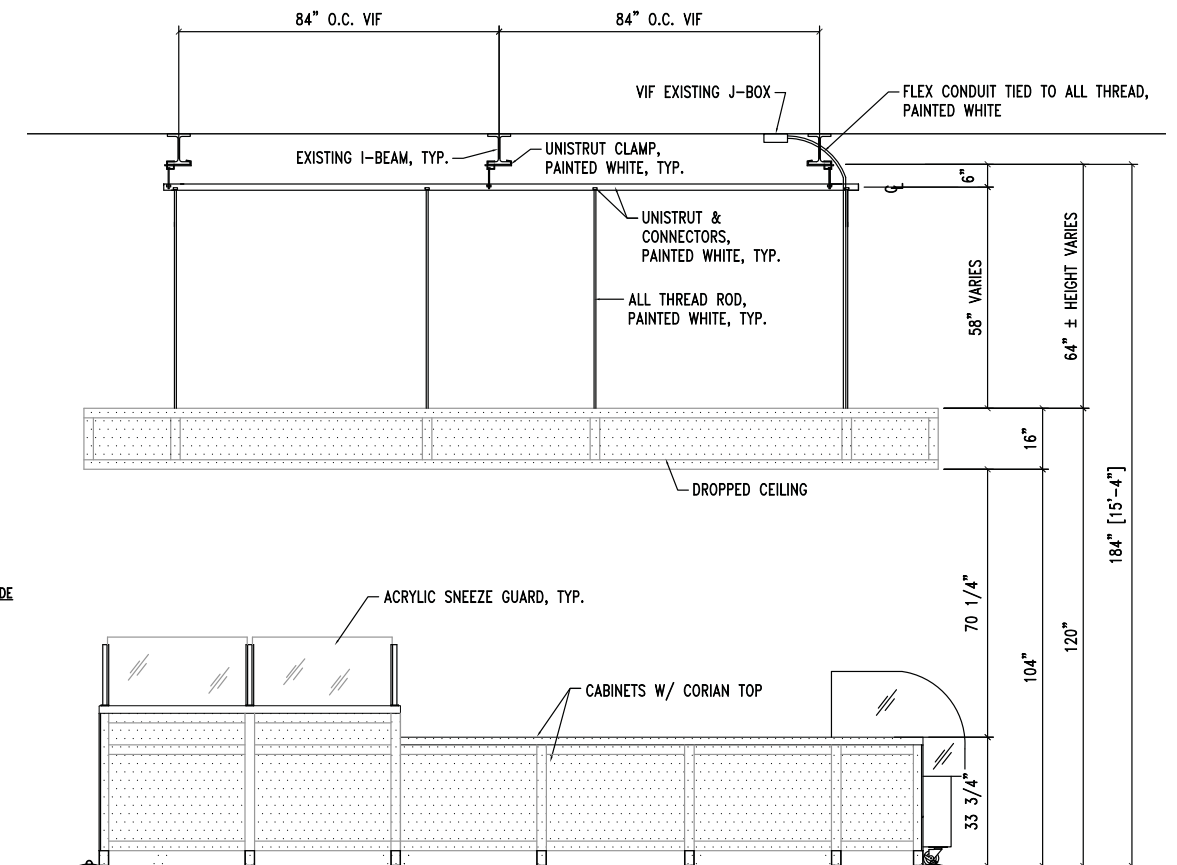 84" O.C. VIF
84" O.C. VIF
VIF EXISTING J-BOX
FLEX CONDUIT TIED TO ALL THREAD,
PAINTED WHITE
EXISTING I-BEAM, TYP.
UNISTRUT CLAMP,
PAINTED WHITE, TYP.
6"
CL
UNISTRUT &
CONNECTORS,
PAINTED WHITE, TYP.
58" VARIES
64" ± HEIGHT VARIES
ALL THREAD ROD,
PAINTED WHITE, TYP.
16"
DROPPED CEILING
184" [15'-4"]
DE
ACRYLIC SNEEZE GUARD, TYP.
70 1/4"
120"
104"
CABINETS W/ CORIAN TOP
33 3/4"